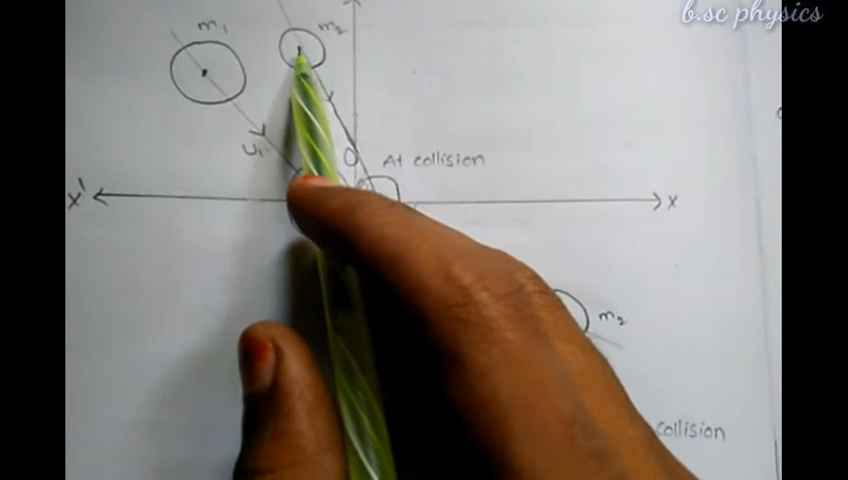 b.sc physics
m₁
m₂
u₁
O
At collision
x'
x
m₂
collision